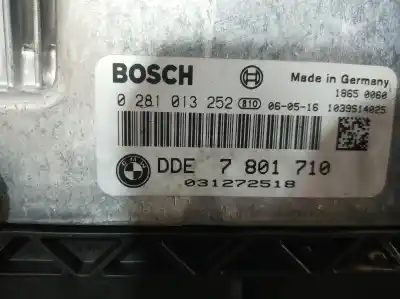 BOSCH
Made in Germany
1865 0060
0 281 013 252 810 06-05-16 1039S14025
BMW
DDE 7 801 710
031272518